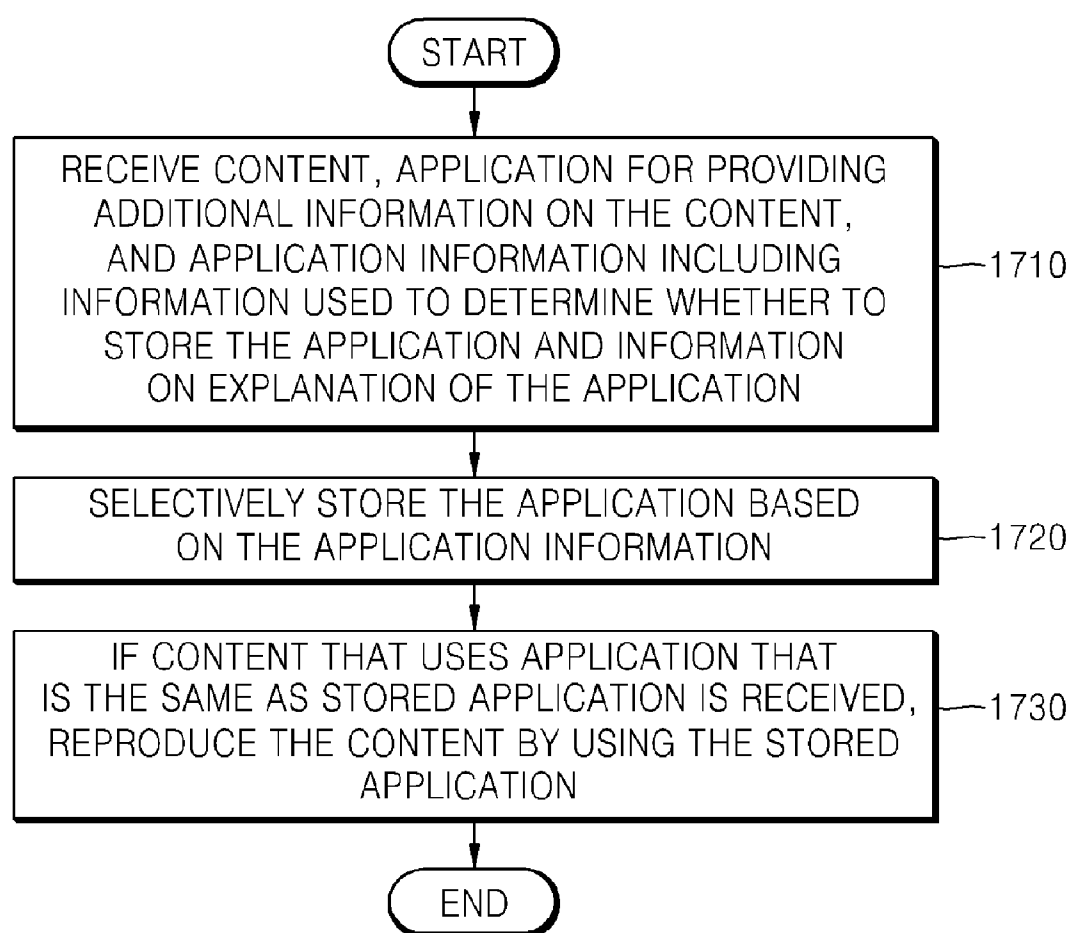 START
RECEIVE CONTENT, APPLICATION FOR PROVIDING
ADDITIONAL INFORMATION ON THE CONTENT,
AND APPLICATION INFORMATION INCLUDING
INFORMATION USED TO DETERMINE WHETHER TO
STORE THE APPLICATION AND INFORMATION
ON EXPLANATION OF THE APPLICATION
1710
SELECTIVELY STORE THE APPLICATION BASED
ON THE APPLICATION INFORMATION
1720
IF CONTENT THAT USES APPLICATION THAT
IS THE SAME AS STORED APPLICATION IS RECEIVED,
REPRODUCE THE CONTENT BY USING THE STORED
APPLICATION
1730
END